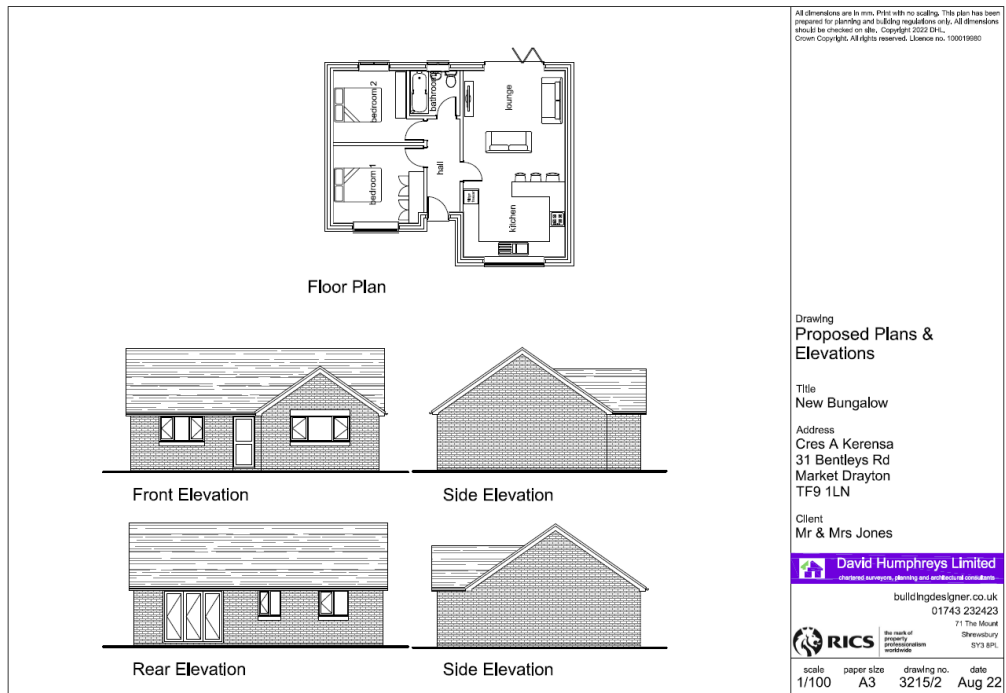 All dimensions are in mm. Print with no scaling. This plan has been
prepared for planning and building regulations only. All dimensions
should be checked on site. Copyright 2022 DHL.
Crown Copyright. All rights reserved. Licence no. 100019980
bedroom 2
bathroom
lounge
bedroom 1
hall
kitchen
Floor Plan
Front Elevation
Side Elevation
Rear Elevation
Side Elevation
Drawing
Proposed Plans &
Elevations
Title
New Bungalow
Address
Cres A Kerensa
31 Bentleys Rd
Market Drayton
TF9 1LN
Client
Mr & Mrs Jones
David Humphreys Limited
chartered surveyors, planning and architectural consultants
buildingdesigner.co.uk
01743 232423
71 The Mount
Shrewsbury
SY3 8PL
RICS
the mark of
property
professionalism
worldwide
scale paper size drawing no. date
1/100 A3 3215/2 Aug 22